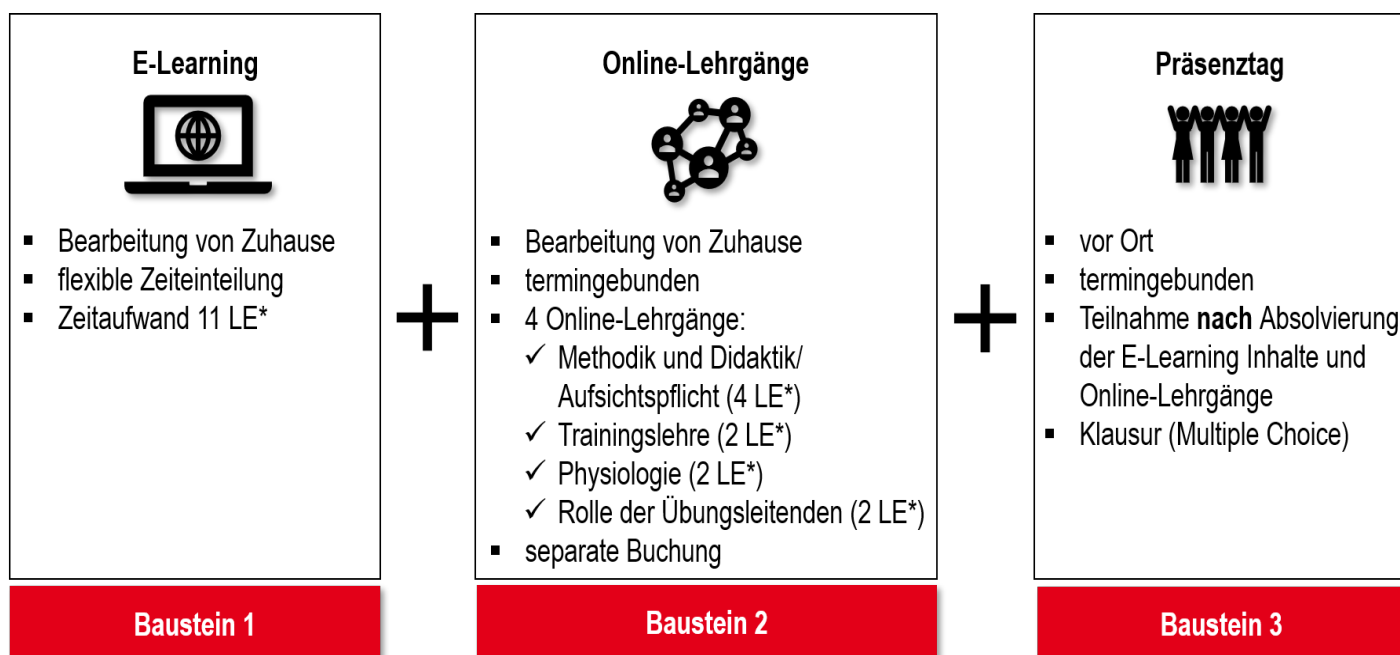 E-Learning
▪ Bearbeitung von Zuhause
▪ flexible Zeiteinteilung
▪ Zeitaufwand 11 LE*
Baustein 1
+
Online-Lehrgänge
▪ Bearbeitung von Zuhause
▪ termingebunden
▪ 4 Online-Lehrgänge:
✓ Methodik und Didaktik/
Aufsichtspflicht (4 LE*)
✓ Trainingslehre (2 LE*)
✓ Physiologie (2 LE*)
✓ Rolle der Übungsleitenden (2 LE*)
▪ separate Buchung
Baustein 2
+
Präsenztag
▪ vor Ort
▪ termingebunden
▪ Teilnahme nach Absolvierung
der E-Learning Inhalte und
Online-Lehrgänge
▪ Klausur (Multiple Choice)
Baustein 3